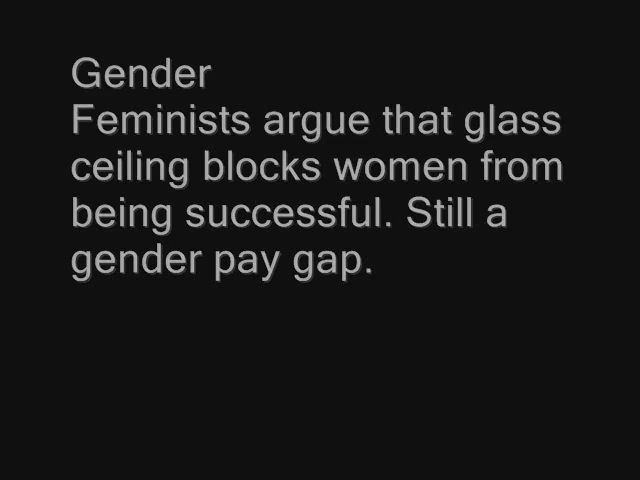 Gender
Feminists argue that glass
ceiling blocks women from
being successful. Still a
gender pay gap.